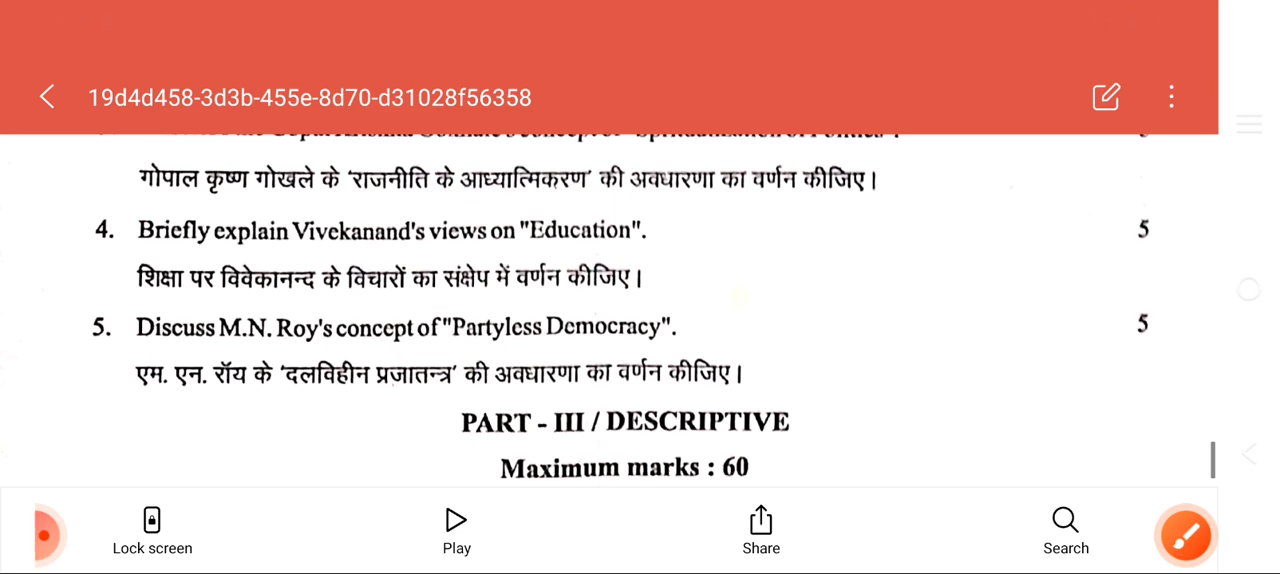 19d4d458-3d3b-455e-8d70-d31028f56358
गोपाल कृष्ण गोखले के 'राजनीति के आध्यात्मिकरण' की अवधारणा का वर्णन कीजिए।
4. Briefly explain Vivekanand's views on "Education". 5
शिक्षा पर विवेकानन्द के विचारों का संक्षेप में वर्णन कीजिए।
5. Discuss M.N. Roy's concept of "Partyless Democracy". 5
एम. एन. रॉय के 'दलविहीन प्रजातन्त्र' की अवधारणा का वर्णन कीजिए।
PART - III / DESCRIPTIVE
Maximum marks : 60
Lock screen
Play
Share
Search